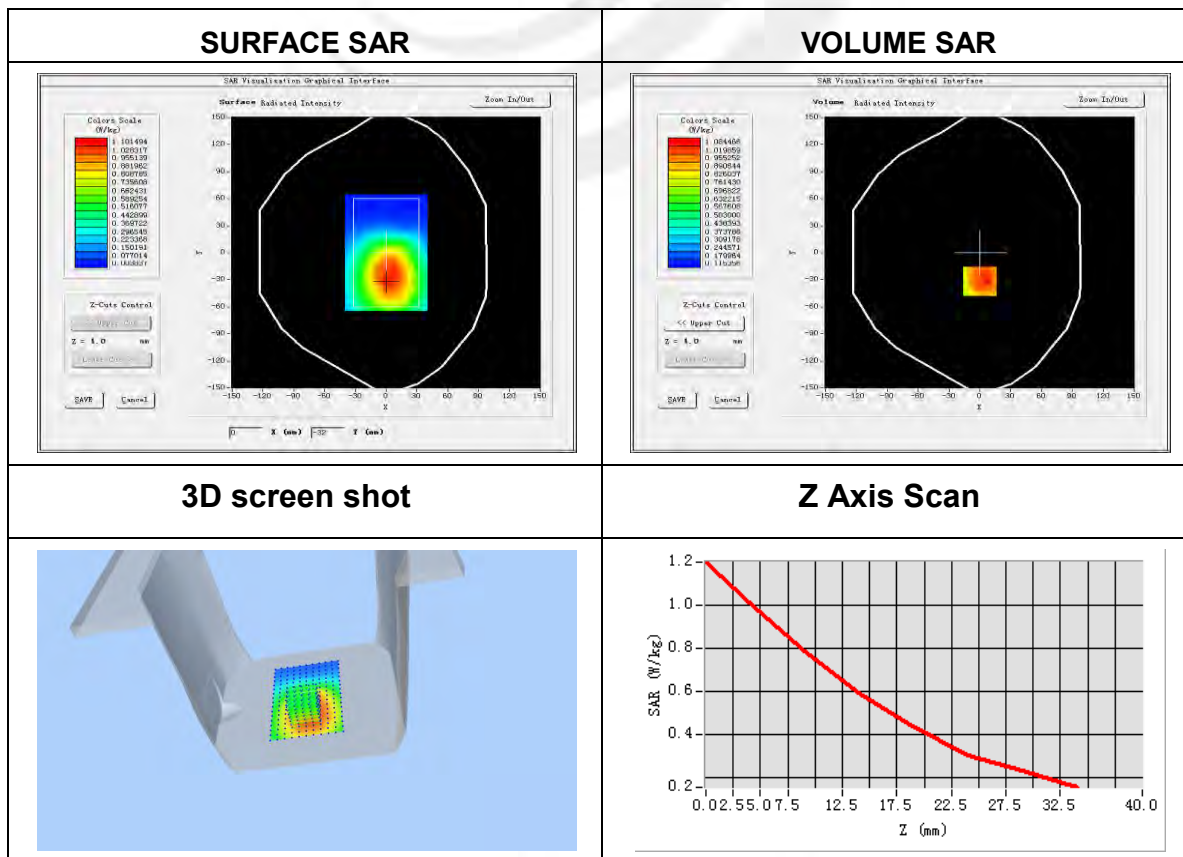 SURFACE SAR
VOLUME SAR
SAR Visualisation Graphical Interface
Surface Radiated Intensity
Zoom In/Out
Colors Scale
(W/kg)
1.101494
1.028317
0.955139
0.881962
0.808785
0.735608
0.662431
0.589254
0.516077
0.442899
0.369722
0.296545
0.223368
0.150191
0.077014
150
120
90
60
30
0
-30
-60
-90
-120
-150
Y
-150 -120 -90 -60 -30 0 30 60 90 120 150
X
Z-Cuts Control
Z = 4.0 mm
SAVE Cancel
0 X (mm) -32 Y (mm)
SAR Visualisation Graphical Interface
Volume Radiated Intensity
Zoom In/Out
Colors Scale
(W/kg)
1.084466
1.019859
0.955252
0.890644
0.826037
0.761430
0.696822
0.632215
0.567608
0.503000
0.438393
0.373786
0.309178
0.244571
0.179964
150
120
90
60
30
0
-30
-60
-90
-120
-150
Y
-150 -120 -90 -60 -30 0 30 60 90 120 150
X
Z-Cuts Control
<< Upper Cut
Z = 4.0 mm
SAVE Cancel
3D screen shot
Z Axis Scan
1.2
1.0
0.8
0.6
0.4
0.2
SAR (W/kg)
0.0 2.5 5.0 7.5 12.5 17.5 22.5 27.5 32.5 40.0
Z (mm)